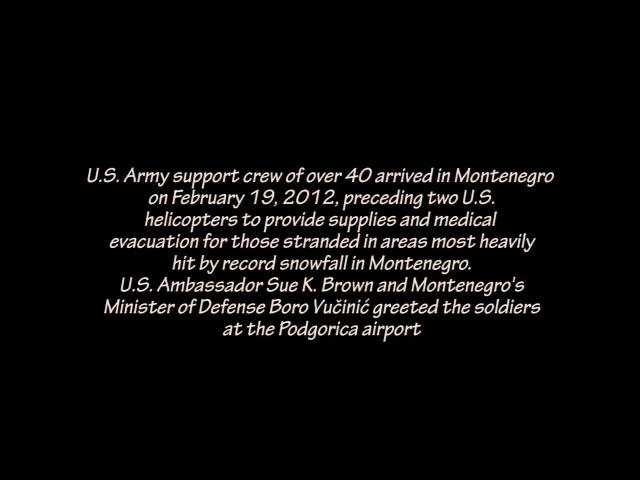 U.S. Army support crew of over 40 arrived in Montenegro
on February 19, 2012, preceding two U.S.
helicopters to provide supplies and medical
evacuation for those stranded in areas most heavily
hit by record snowfall in Montenegro.
U.S. Ambassador Sue K. Brown and Montenegro's
Minister of Defense Boro Vučinić greeted the soldiers
at the Podgorica airport